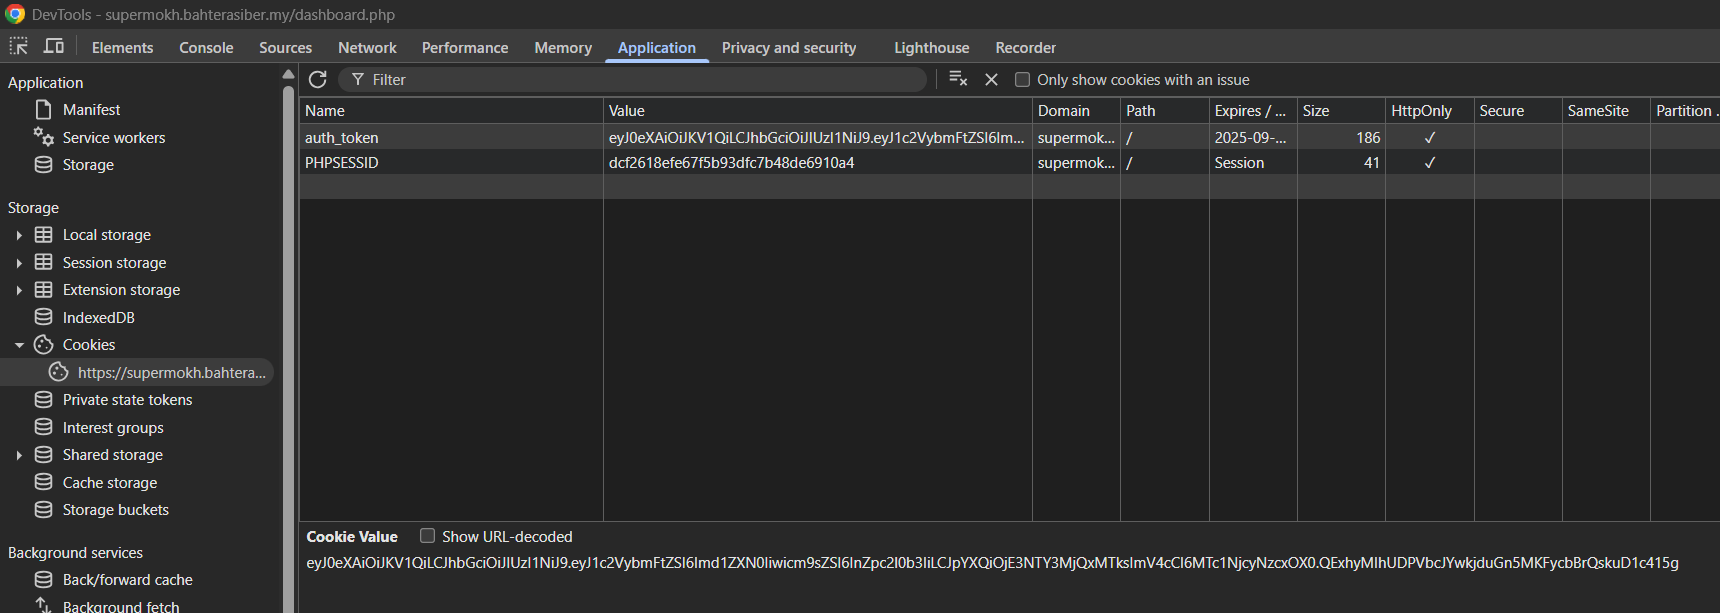 DevTools - supermokh.bahterasiber.my/dashboard.php
Elements Console Sources Network Performance Memory Application Privacy and security Lighthouse Recorder
Application
Manifest
Service workers
Storage
Storage
Local storage
Session storage
Extension storage
IndexedDB
Cookies
https://supermokh.bahtera...
Private state tokens
Interest groups
Shared storage
Cache storage
Storage buckets
Background services
Back/forward cache
Background fetch
Filter Only show cookies with an issue
Name Value Domain Path Expires / ... Size HttpOnly Secure SameSite Partition .
auth_token eyJ0eXAiOiJKV1QiLCJhbGciOiJIUzI1NiJ9.eyJ1c2VybmFtZSI6Im... supermok... / 2025-09-... 186 ✓
PHPSESSID dcf2618efe67f5b93dfc7b48de6910a4 supermok... / Session 41 ✓
Cookie Value Show URL-decoded
eyJ0eXAiOiJKV1QiLCJhbGciOiJIUzI1NiJ9.eyJ1c2VybmFtZSI6Imd1ZXN0Iiwicm9sZSI6InZpc2l0b3IiLCJpYXQiOjE3NTY3MjQxMTksImV4cCI6MTc1NjcyNzcxOX0.QExhyMIhUDPVbcJYwkjduGn5MKFycbBrQskuD1c415g